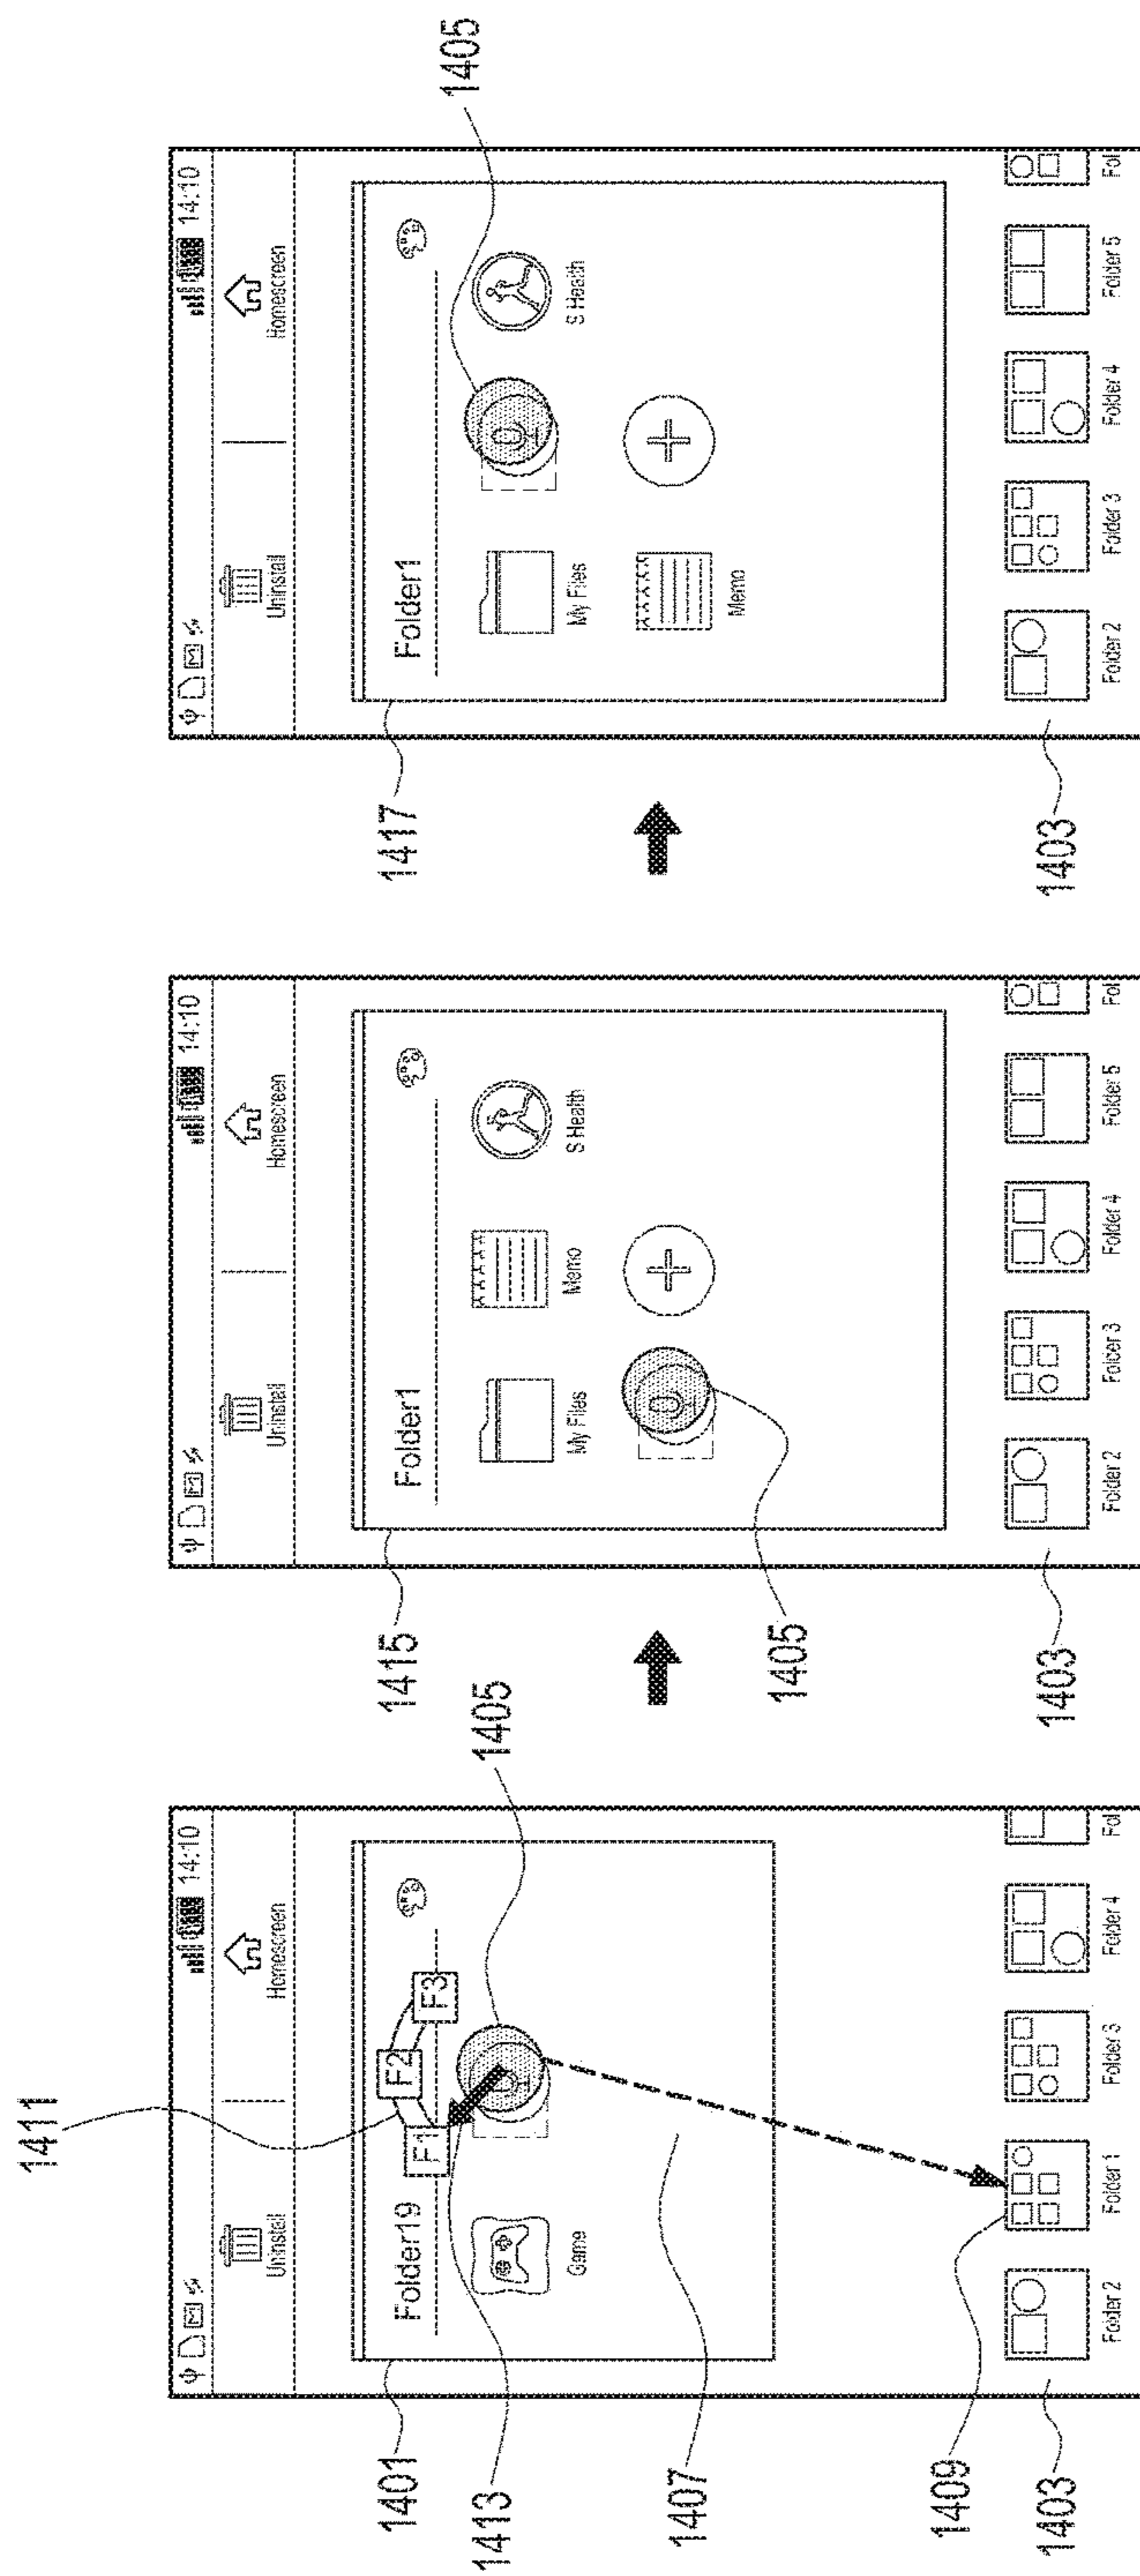 1411
14:10
Uninstall
Homescreen
1401
Folder19
F1
F2
F3
1405
1413
Game
1407
1409
1403
Folder 2
Folder 1
Folder 3
Folder 4
Fol
14:10
Uninstall
Homescreen
1415
Folder1
My Files
Memo
S Health
1405
1403
Folder 2
Folder 3
Folder 4
Folder 5
Fol
14:10
Uninstall
Homescreen
1405
1417
Folder1
My Files
S Health
Memo
1403
Folder 2
Folder 3
Folder 4
Folder 5
Fol